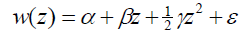 w(z) = α + βz + ½γz² + ε